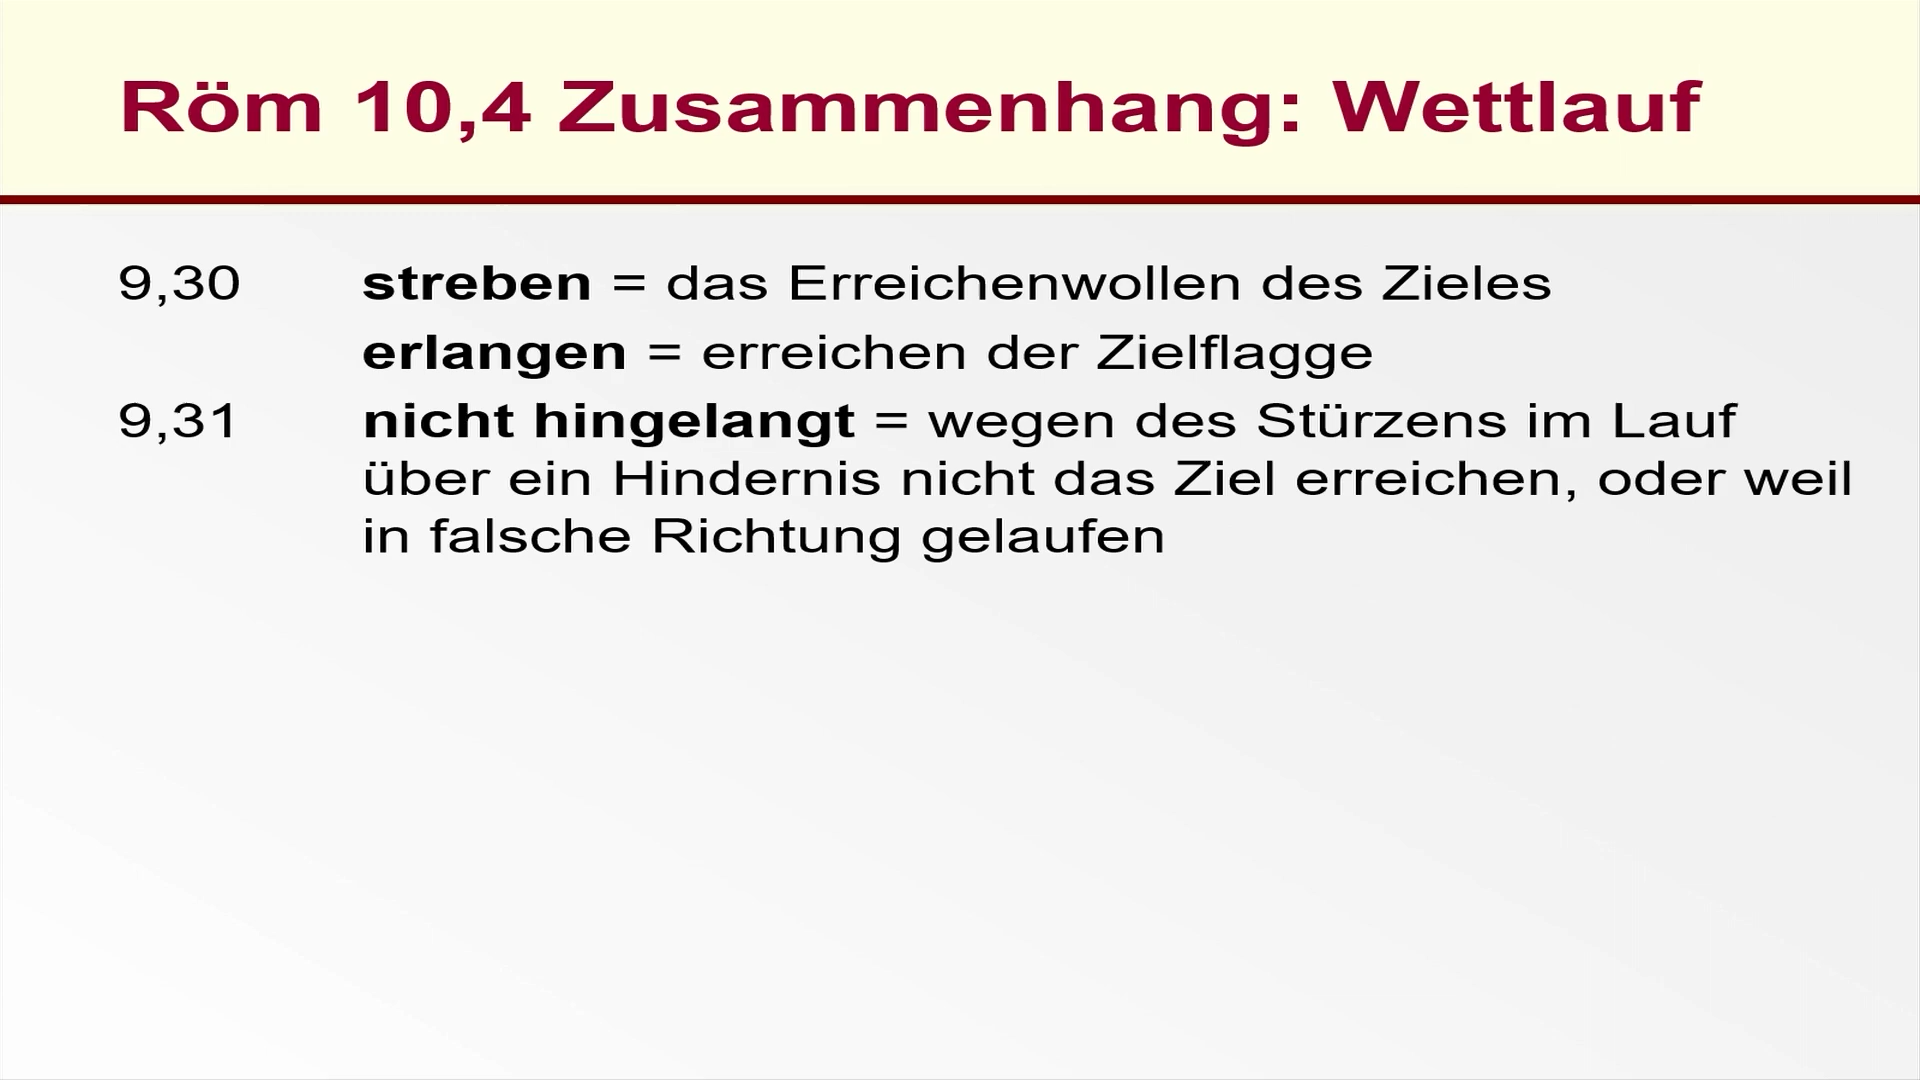 Röm 10,4 Zusammenhang: Wettlauf
9,30 streben = das Erreichenwollen des Zieles
erlangen = erreichen der Zielflagge
9,31 nicht hingelangt = wegen des Stürzens im Lauf
über ein Hindernis nicht das Ziel erreichen, oder weil
in falsche Richtung gelaufen